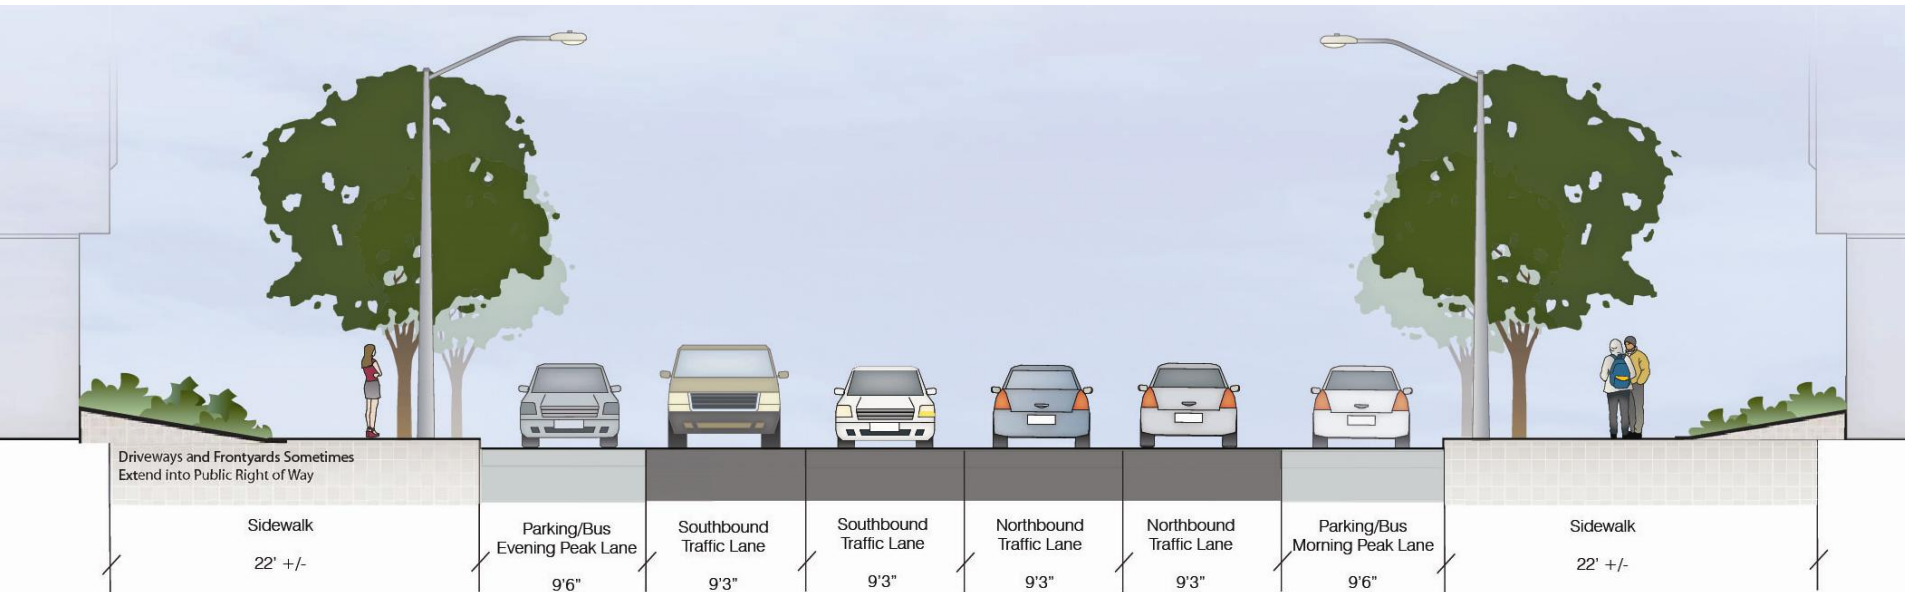 Driveways and Frontyards Sometimes
Extend into Public Right of Way
Sidewalk
22' +/-
Parking/Bus
Evening Peak Lane
9'6"
Southbound
Traffic Lane
9'3"
Southbound
Traffic Lane
9'3"
Northbound
Traffic Lane
9'3"
Northbound
Traffic Lane
9'3"
Parking/Bus
Morning Peak Lane
9'6"
Sidewalk
22' +/-